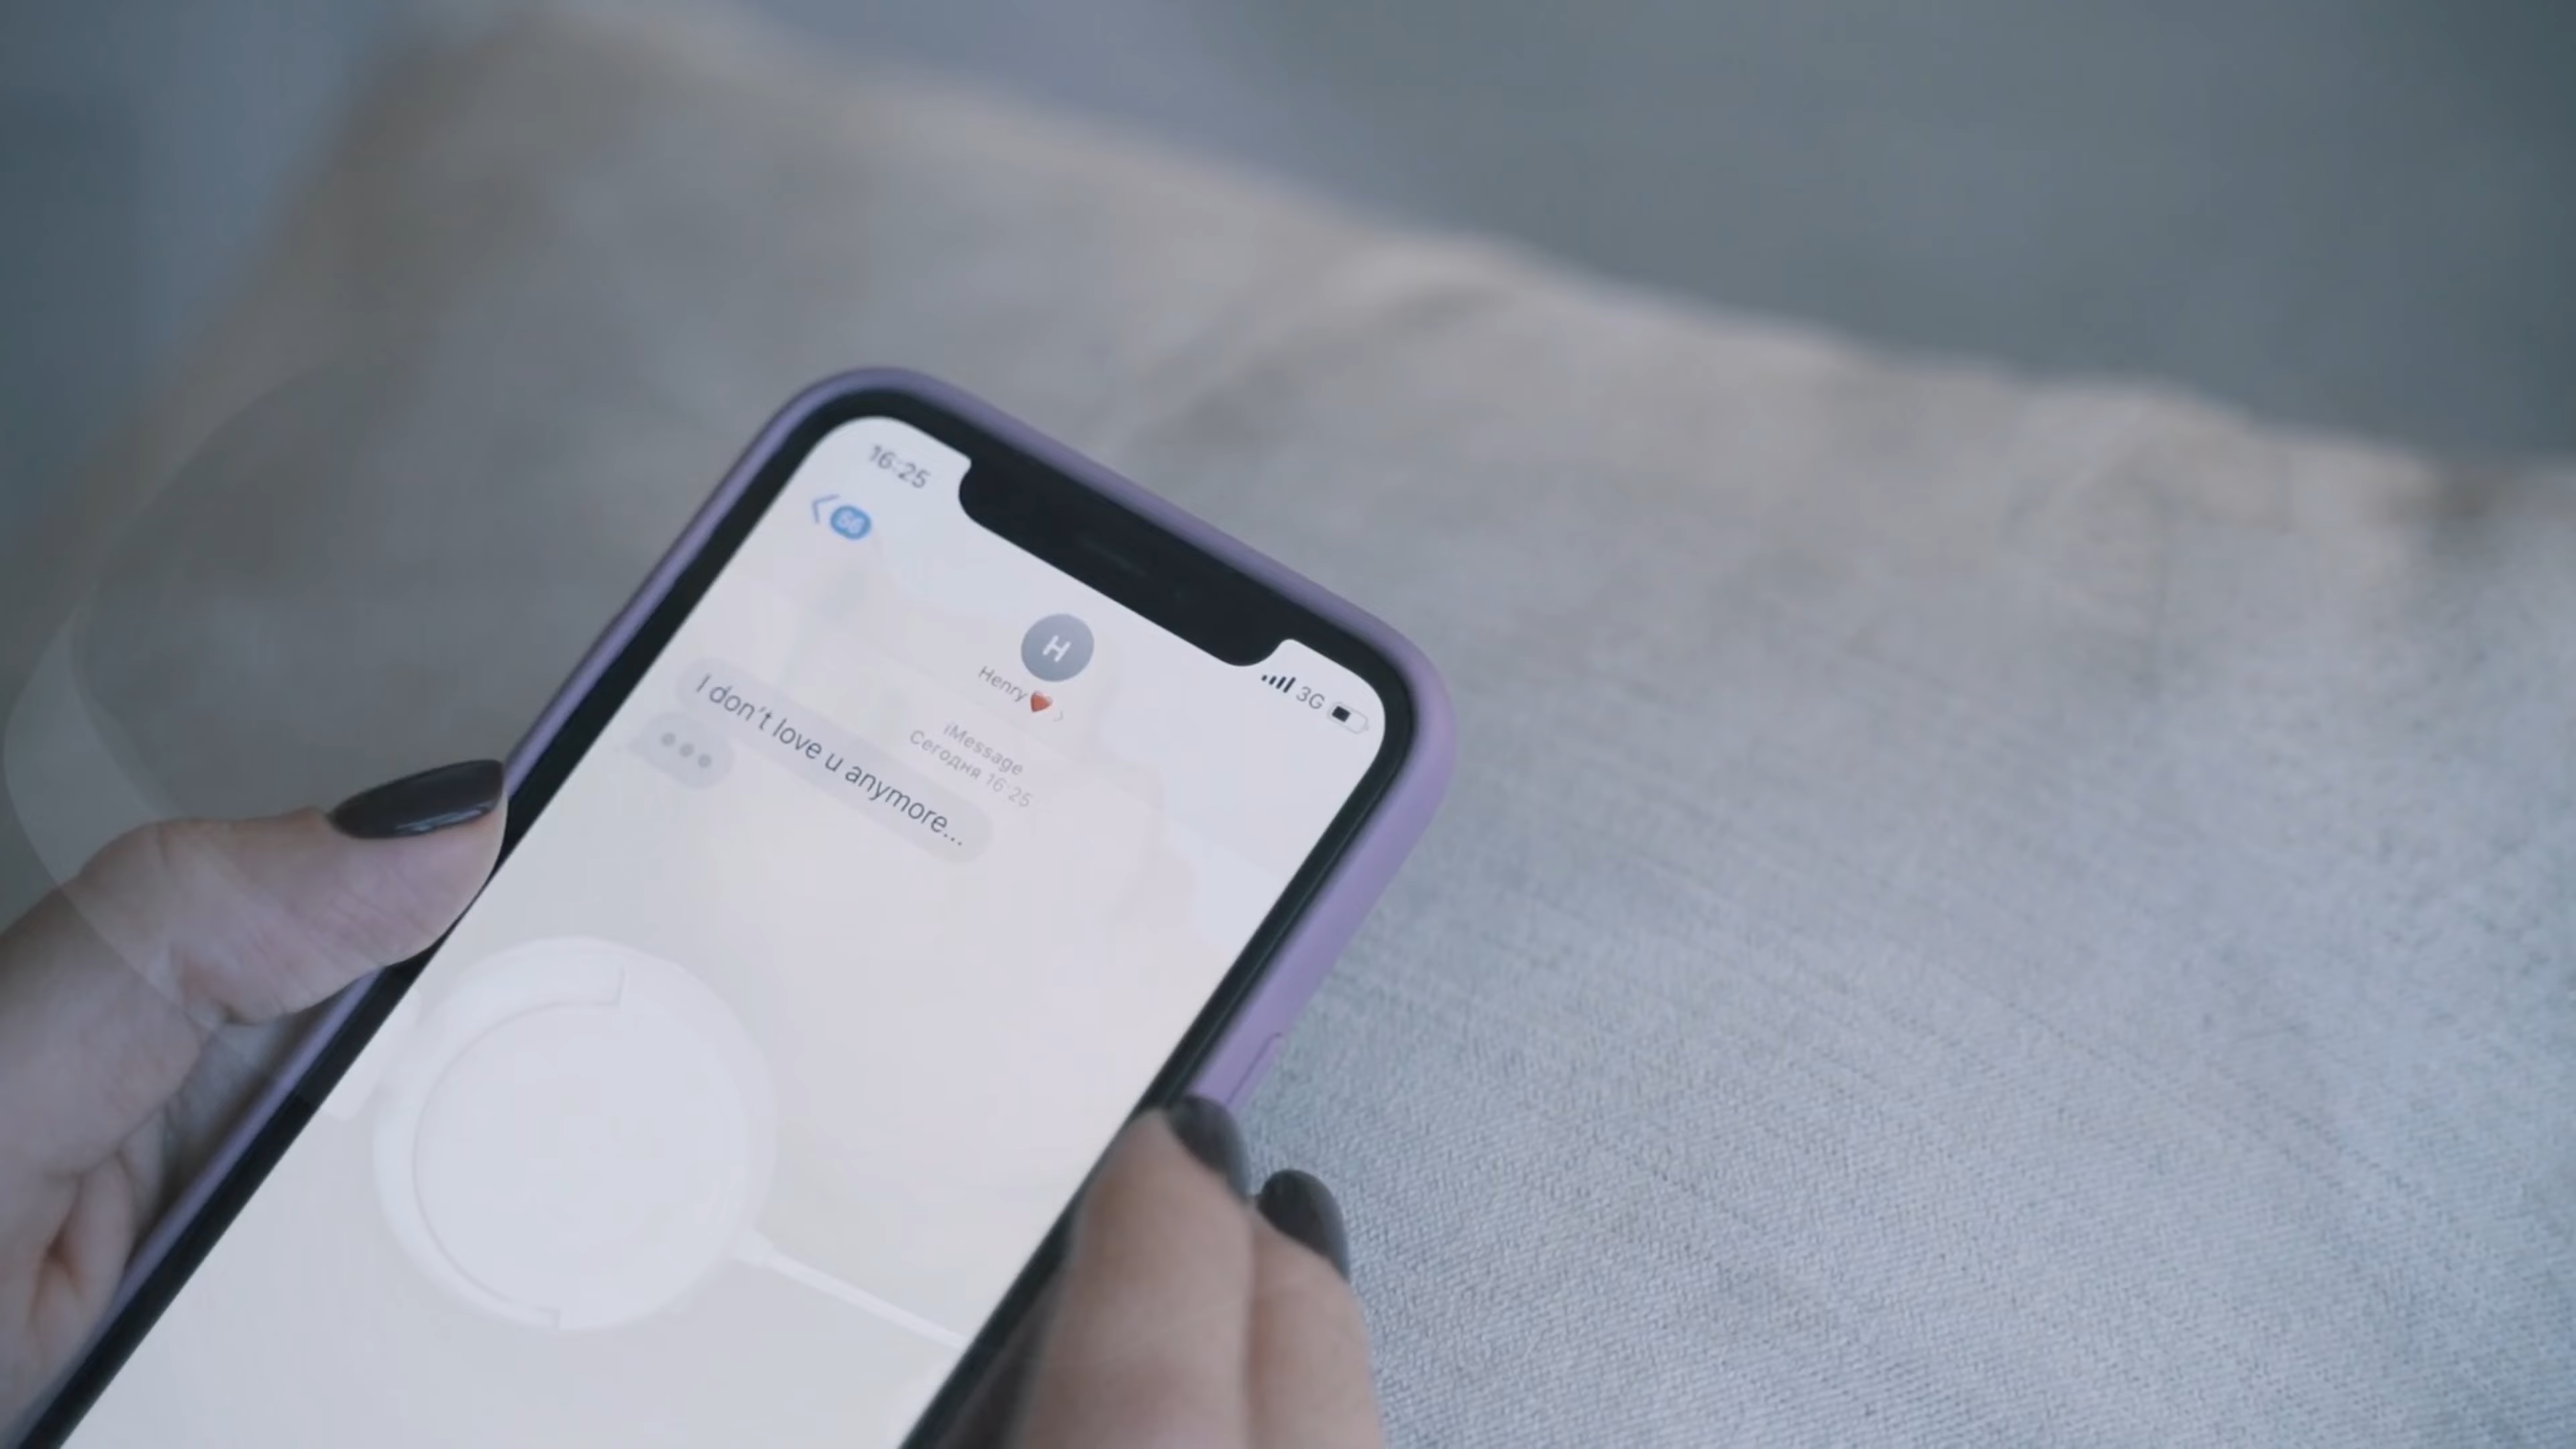 16:25
56
3G
H
Henry ❤️
iMessage
Сегодня 16:25
I don't love u anymore...